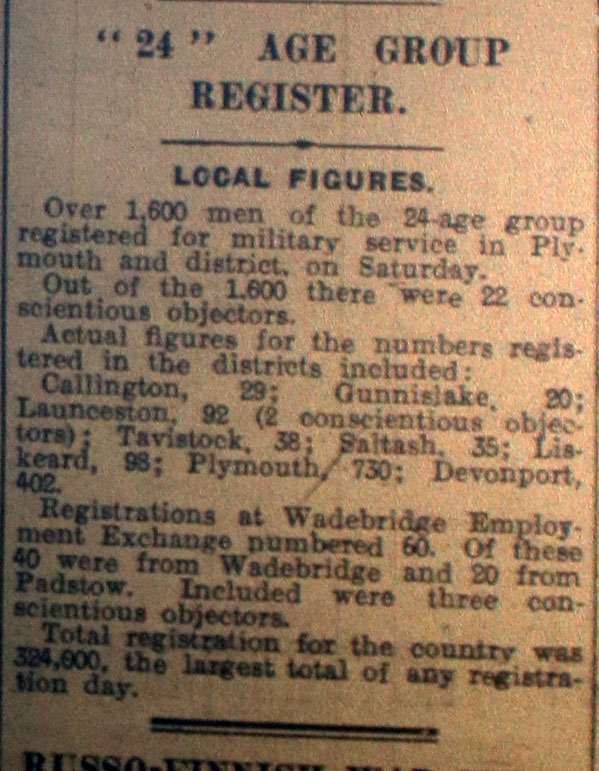 “ 24 ” AGE GROUP
REGISTER.
LOCAL FIGURES.
Over 1,600 men of the 24-age group
registered for military service in Ply-
mouth and district, on Saturday.
Out of the 1,600 there were 22 con-
scientious objectors.
Actual figures for the numbers regis-
tered in the districts included:
Callington, 29; Gunnislake, 20;
Launceston, 92 (2 conscientious objec-
tors); Tavistock, 38; Saltash, 35; Lis-
keard, 98; Plymouth, 730; Devonport,
402.
Registrations at Wadebridge Employ-
ment Exchange numbered 60. Of these
40 were from Wadebridge and 20 from
Padstow. Included were three con-
scientious objectors.
Total registration for the country was
324,000, the largest total of any registra-
tion day.
RUSSO-FINNISH WAR